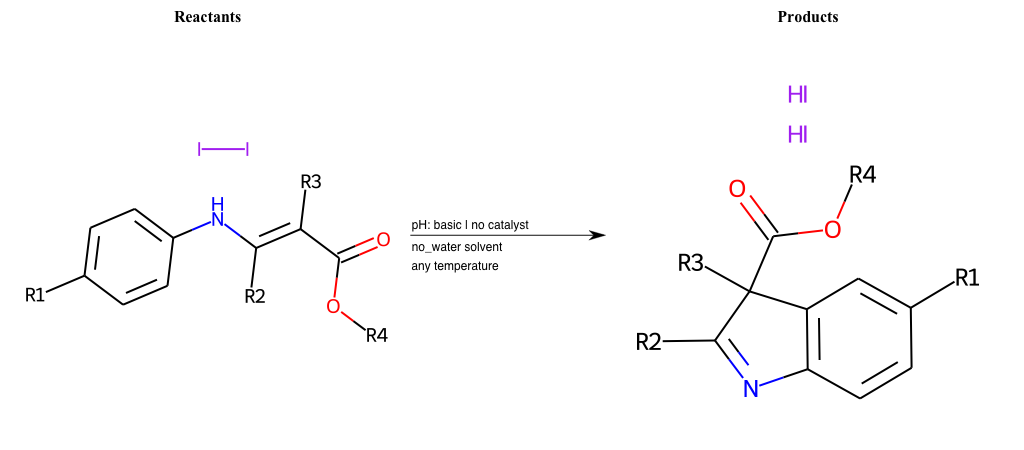 Reactants
Products
HI
HI
I I
R4
R3
O
H
N
O
O
R3
R1
R1
R2
O
R4
R2
N
pH: basic | no catalyst
no_water solvent
any temperature